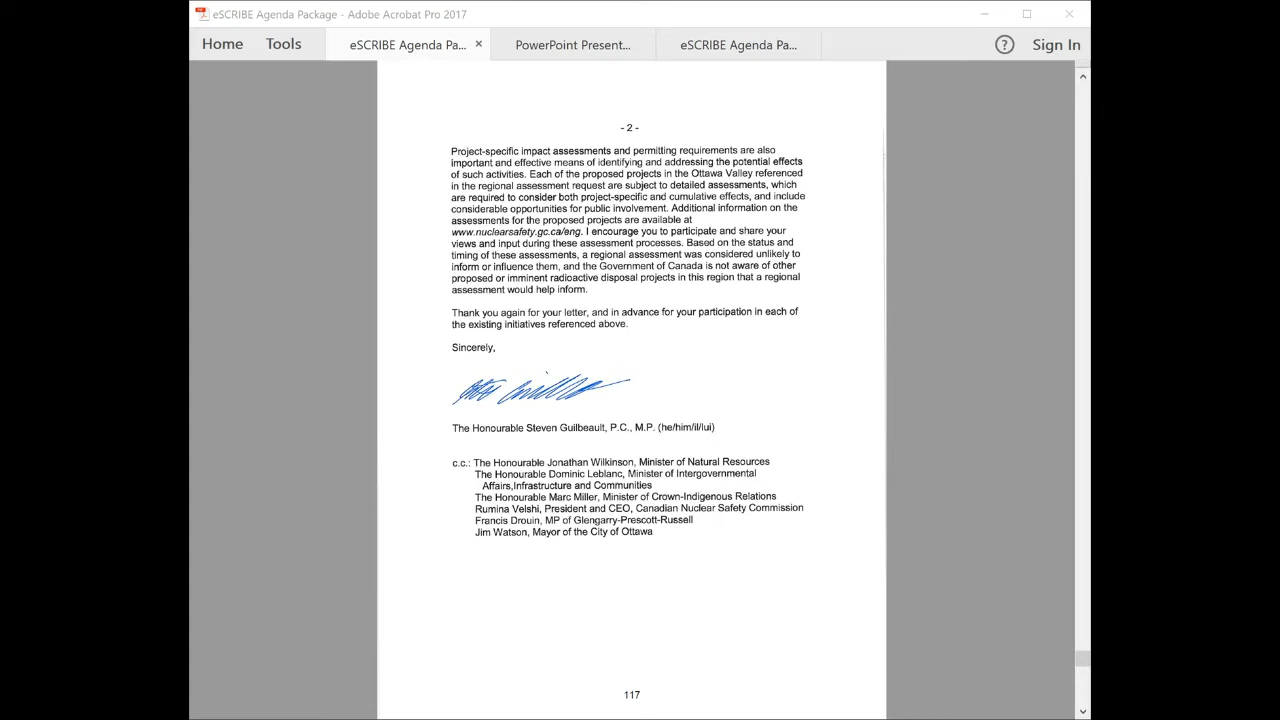 eSCRIBE Agenda Package - Adobe Acrobat Pro 2017
Home Tools eSCRIBE Agenda Pa... × PowerPoint Present... eSCRIBE Agenda Pa... ? Sign In
- 2 -
Project-specific impact assessments and permitting requirements are also
important and effective means of identifying and addressing the potential effects
of such activities. Each of the proposed projects in the Ottawa Valley referenced
in the regional assessment request are subject to detailed assessments, which
are required to consider both project-specific and cumulative effects, and include
considerable opportunities for public involvement. Additional information on the
assessments for the proposed projects are available at
www.nuclearsafety.gc.ca/eng. I encourage you to participate and share your
views and input during these assessment processes. Based on the status and
timing of these assessments, a regional assessment was considered unlikely to
inform or influence them, and the Government of Canada is not aware of other
proposed or imminent radioactive disposal projects in this region that a regional
assessment would help inform.
Thank you again for your letter, and in advance for your participation in each of
the existing initiatives referenced above.
Sincerely,
The Honourable Steven Guilbeault, P.C., M.P. (he/him/il/lui)
c.c.: The Honourable Jonathan Wilkinson, Minister of Natural Resources
The Honourable Dominic Leblanc, Minister of Intergovernmental
Affairs,Infrastructure and Communities
The Honourable Marc Miller, Minister of Crown-Indigenous Relations
Rumina Velshi, President and CEO, Canadian Nuclear Safety Commission
Francis Drouin, MP of Glengarry-Prescott-Russell
Jim Watson, Mayor of the City of Ottawa
117